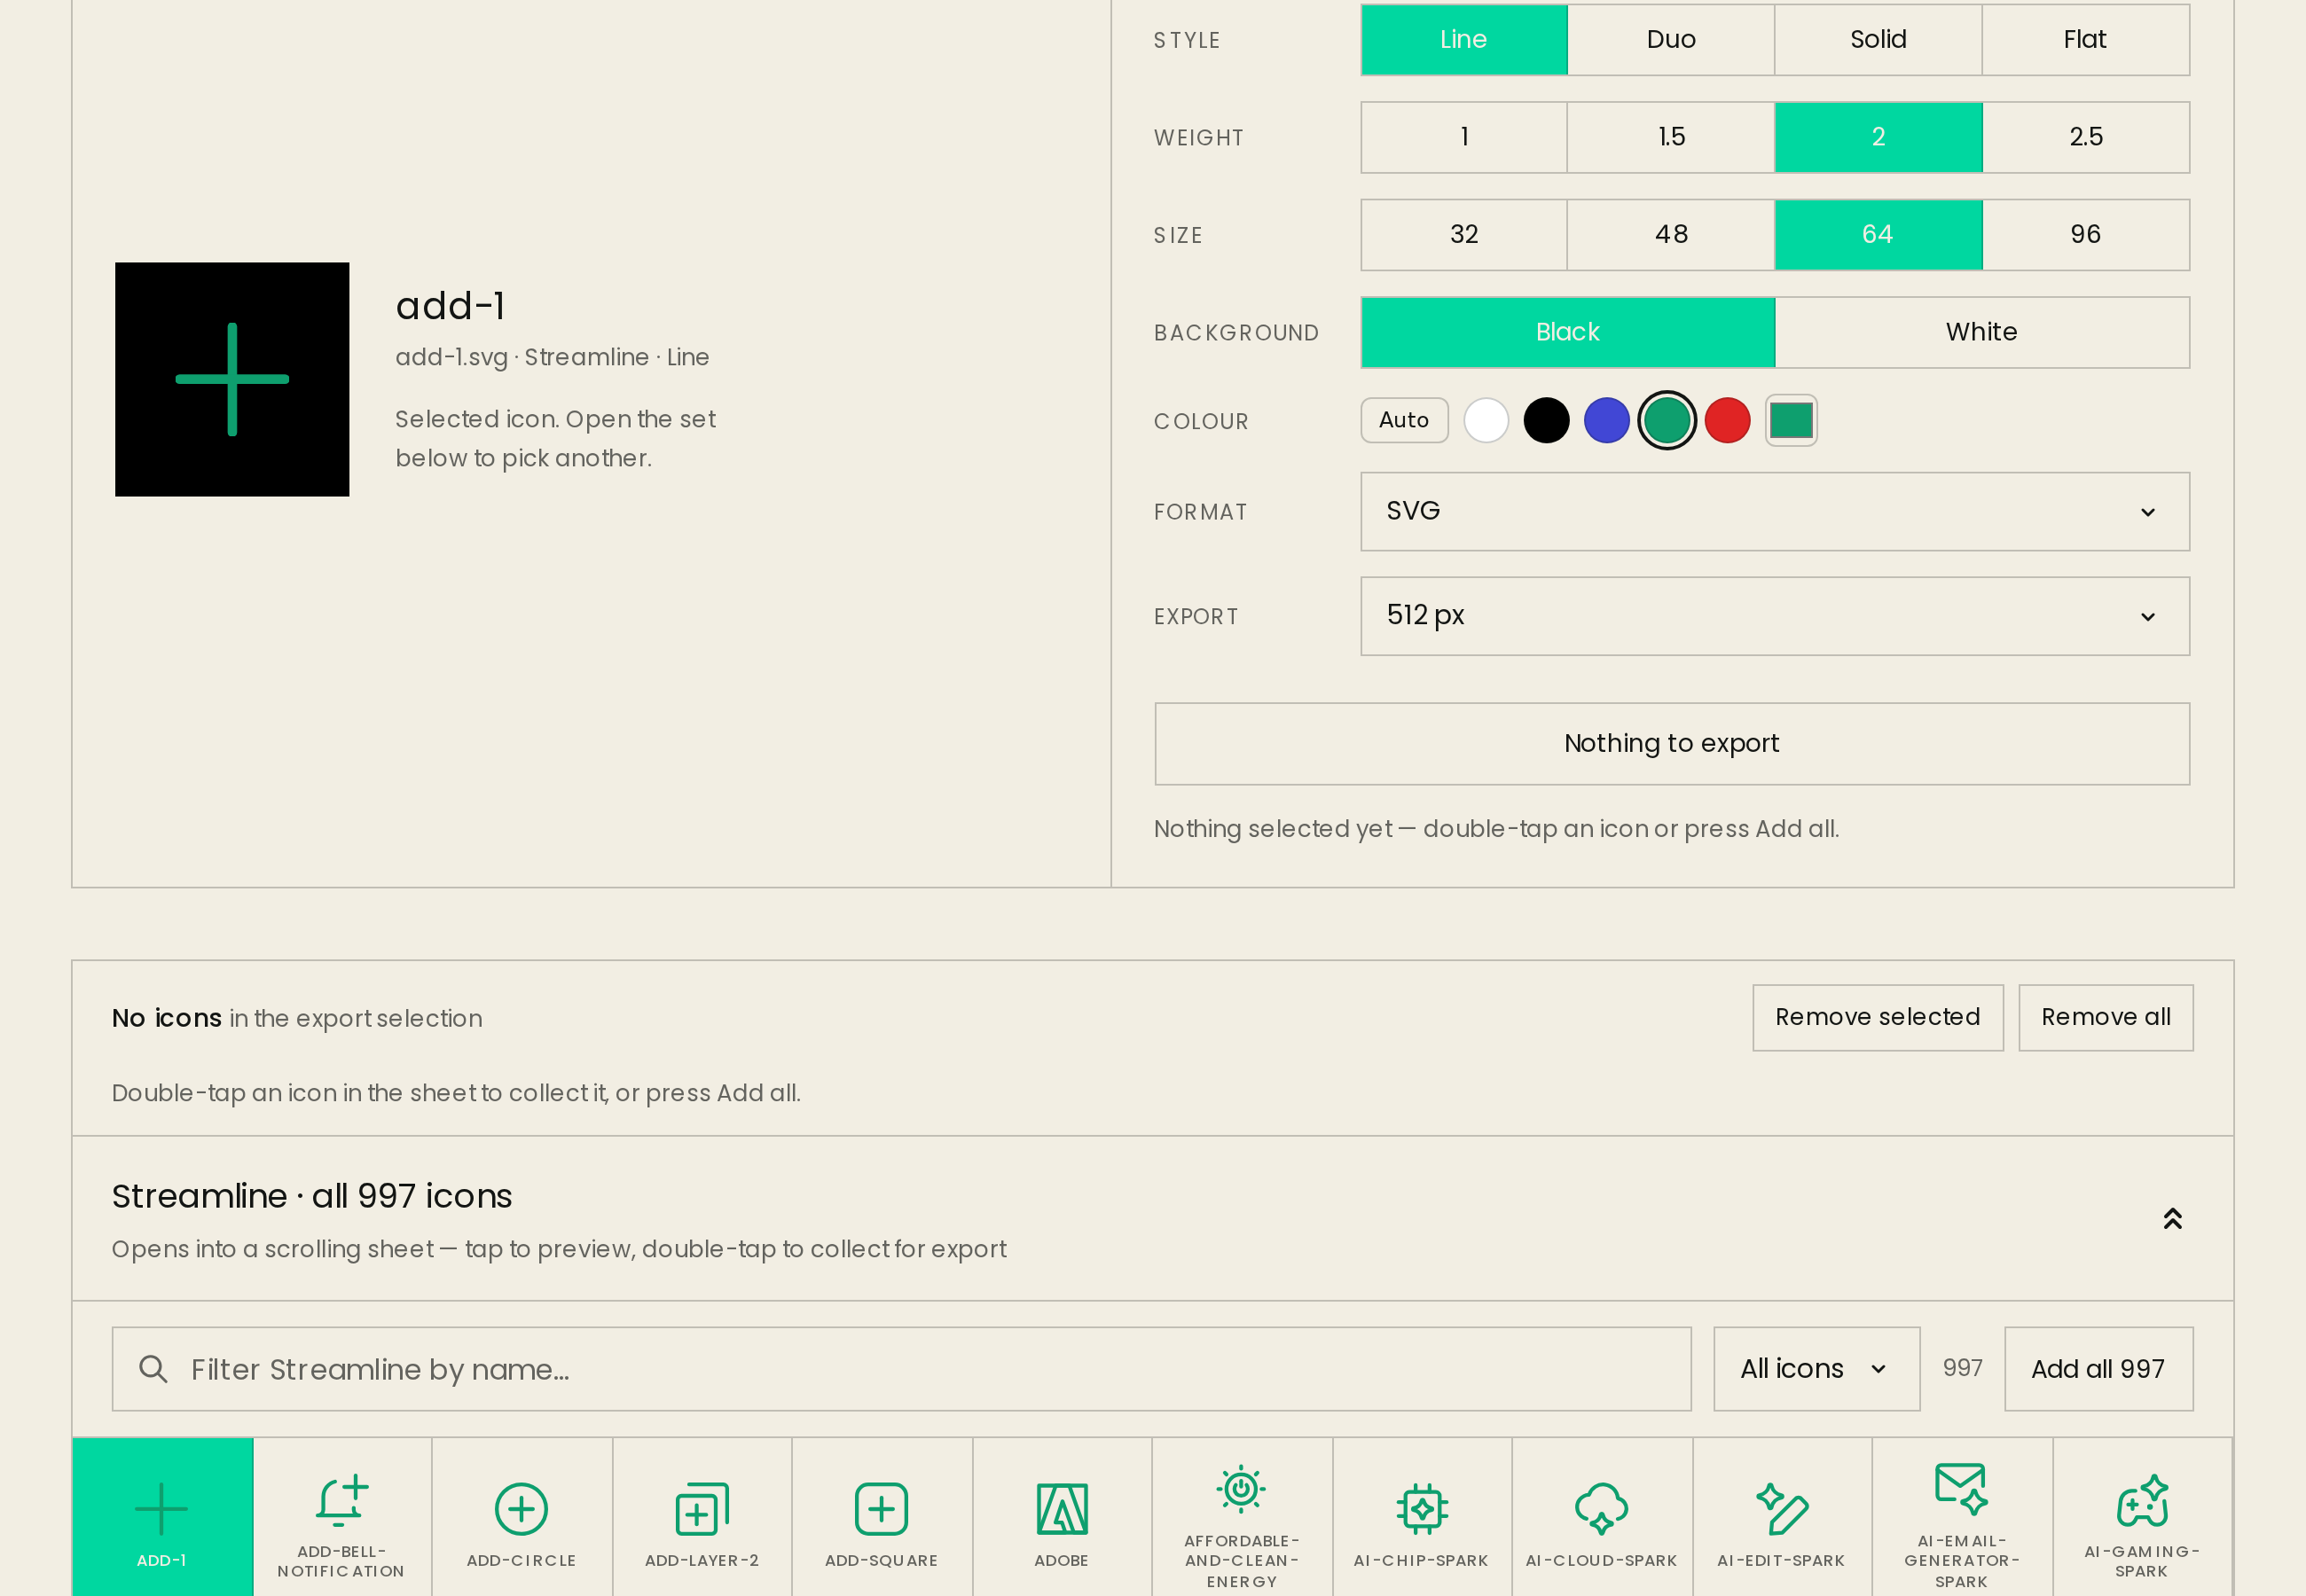 STYLE Line Duo Solid Flat
WEIGHT 1 1.5 2 2.5
SIZE 32 48 64 96
BACKGROUND Black White
add-1
add-1.svg · Streamline · Line
Selected icon. Open the set
below to pick another.
COLOUR Auto
FORMAT SVG
EXPORT 512 px
Nothing to export
Nothing selected yet — double-tap an icon or press Add all.
No icons in the export selection
Remove selected Remove all
Double-tap an icon in the sheet to collect it, or press Add all.
Streamline · all 997 icons
Opens into a scrolling sheet — tap to preview, double-tap to collect for export
Filter Streamline by name... All icons 997 Add all 997
ADD-1
ADD-BELL-
NOTIFICATION
ADD-CIRCLE
ADD-LAYER-2
ADD-SQUARE
ADOBE
AFFORDABLE-
AND-CLEAN-
ENERGY
AI-CHIP-SPARK
AI-CLOUD-SPARK
AI-EDIT-SPARK
AI-EMAIL-
GENERATOR-
SPARK
AI-GAMING-
SPARK